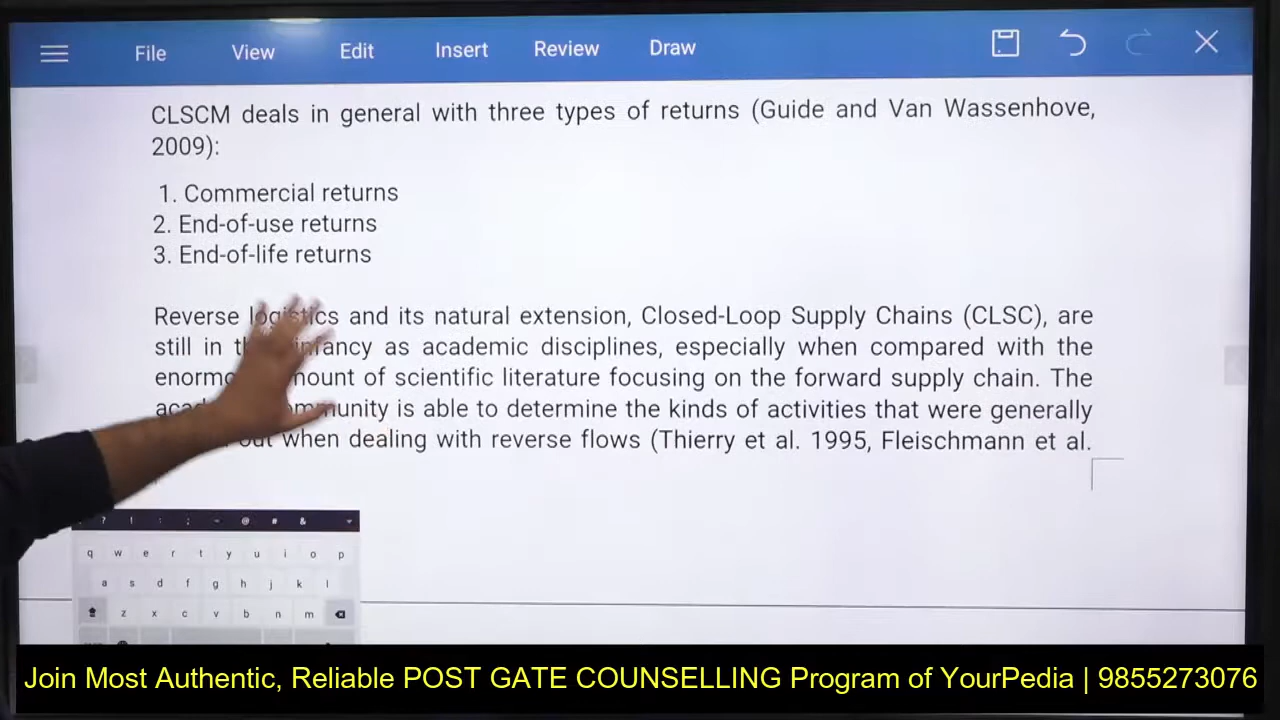 File View Edit Insert Review Draw
CLSCM deals in general with three types of returns (Guide and Van Wassenhove,
2009):
1. Commercial returns
2. End-of-use returns
3. End-of-life returns
Reverse logistics and its natural extension, Closed-Loop Supply Chains (CLSC), are
still in infancy as academic disciplines, especially when compared with the
of scientific literature focusing on the forward supply chain. The
is able to determine the kinds of activities that were generally
when dealing with reverse flows (Thierry et al. 1995, Fleischmann et al.
? ! : ; - @ # &
q w e r t y u i o p
a s d f g h j k l
z x c v b n m
Join Most Authentic, Reliable POST GATE COUNSELLING Program of YourPedia | 9855273076